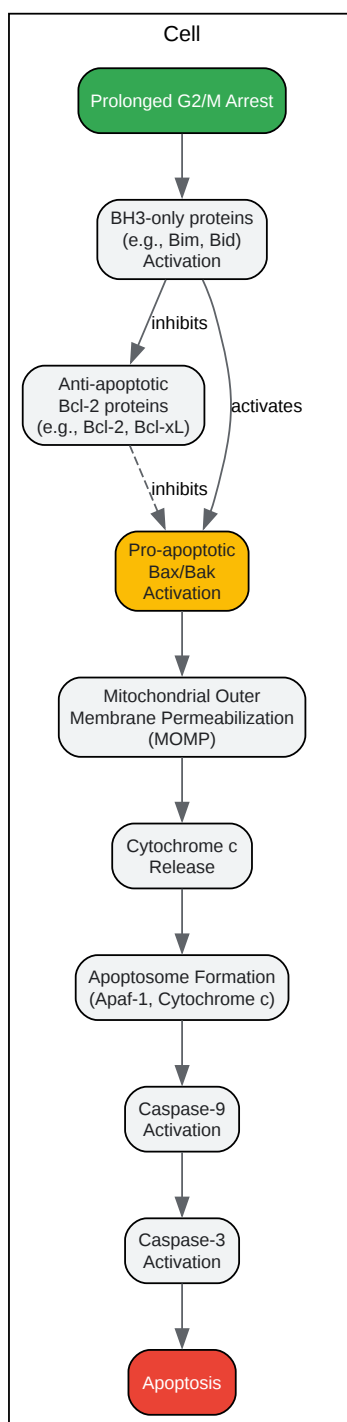 Cell
Prolonged G2/M Arrest
BH3-only proteins
(e.g., Bim, Bid)
Activation
inhibits
Anti-apoptotic
Bcl-2 proteins
(e.g., Bcl-2, Bcl-xL)
activates
inhibits
Pro-apoptotic
Bax/Bak
Activation
Mitochondrial Outer
Membrane Permeabilization
(MOMP)
Cytochrome c
Release
Apoptosome Formation
(Apaf-1, Cytochrome c)
Caspase-9
Activation
Caspase-3
Activation
Apoptosis